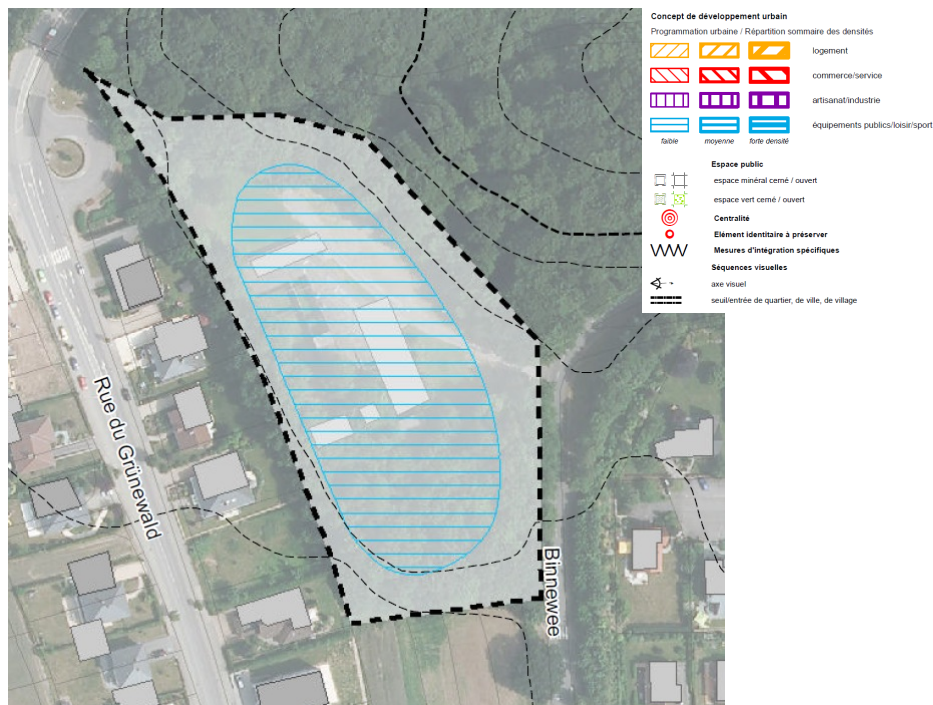 Concept de développement urbain
Programmation urbaine / Répartition sommaire des densités
logement
commerce/service
artisanat/industrie
équipements publics/loisir/sport
faible moyenne forte densité
Espace public
espace minéral cerné / ouvert
espace vert cerné / ouvert
Centralité
Elément identitaire à préserver
Mesures d'intégration spécifiques
Séquences visuelles
axe visuel
seuil/entrée de quartier, de ville, de village
Rue du Grünewald
Binnewee